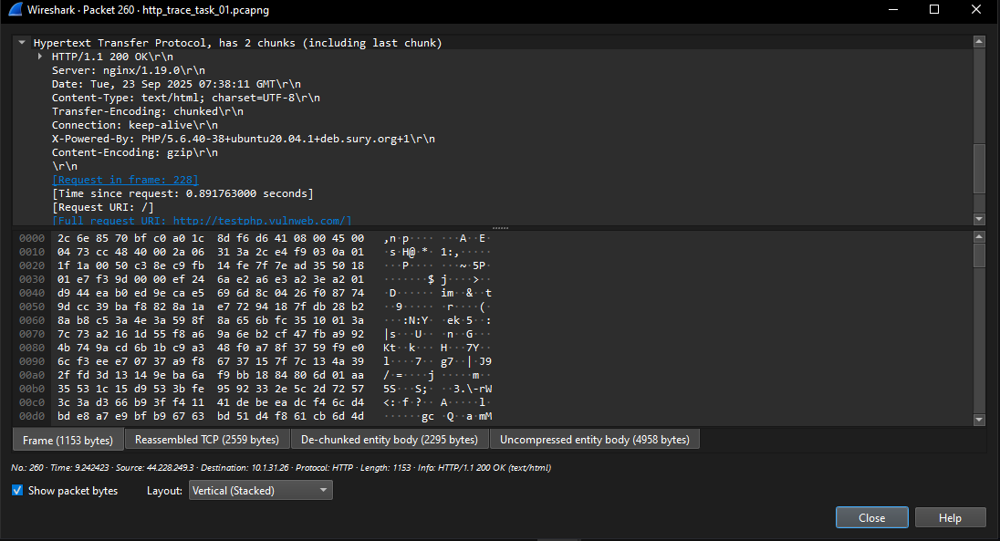 Wireshark · Packet 260 · http_trace_task_01.pcapng
Hypertext Transfer Protocol, has 2 chunks (including last chunk)
HTTP/1.1 200 OK\r\n
Server: nginx/1.19.0\r\n
Date: Tue, 23 Sep 2025 07:38:11 GMT\r\n
Content-Type: text/html; charset=UTF-8\r\n
Transfer-Encoding: chunked\r\n
Connection: keep-alive\r\n
X-Powered-By: PHP/5.6.40-38+ubuntu20.04.1+deb.sury.org+1\r\n
Content-Encoding: gzip\r\n
\r\n
[Request in frame: 228]
[Time since request: 0.891763000 seconds]
[Request URI: /]
[Full request URI: http://testphp.vulnweb.com/]
0000 2c 6e 85 70 bf c0 a0 1c 8d f6 d6 41 08 00 45 00 ,n·p···· ···A··E·
0010 04 73 cc 48 40 00 2a 06 31 3a 2c e4 f9 03 0a 01 ·s·H@·*· 1:,·····
0020 1f 1a 00 50 c3 8e c9 fb 14 fe 7f 7e ad 35 50 18 ···P···· ···~·5P·
0030 01 e7 f3 9d 00 00 ef 24 6a e2 a6 e3 a2 3e a2 01 ·······$ j····>··
0040 d9 44 ea b0 ed 9e ca e5 69 6d 8c 04 26 f0 87 74 ·D······ im··&··t
0050 9d cc 39 ba f8 82 8a 1a e7 72 94 18 7f db 28 b2 ··9····· ·r····(·
0060 8a b8 c5 3a 4e 3a 59 8f 8a 65 6b fc 35 10 01 3a ···:N:Y· ·ek·5··:
0070 7c 73 a2 16 1d 55 f8 a6 9a 6e b2 cf 47 fb a9 92 |s···U·· ·n··G···
0080 4b 74 9a cd 6b 1b c9 a3 48 f0 a7 8f 37 59 f9 e0 Kt··k··· H···7Y··
0090 6c f3 ee e7 07 37 a9 f8 67 37 15 7f 7c 13 4a 39 l····7·· g7··|·J9
00a0 2f fd 3d 13 14 9e ba 6a f9 bb 18 84 80 6d 01 aa /·=····j ·····m··
00b0 35 53 1c 15 d9 53 3b fe 95 92 33 2e 5c 2d 72 57 5S···S;· ··3.\-rW
00c0 3c 3a d3 66 b9 3f f4 11 41 de be ea dc f4 6c d4 <:·f·?·· A·····l·
00d0 bd e8 a7 e9 bf b9 67 63 bd 51 d4 f8 61 cb 6d 4d ······gc ·Q··a·mM
Frame (1153 bytes) Reassembled TCP (2559 bytes) De-chunked entity body (2295 bytes) Uncompressed entity body (4958 bytes)
No.: 260 · Time: 9.242423 · Source: 44.228.249.3 · Destination: 10.1.31.26 · Protocol: HTTP · Length: 1153 · Info: HTTP/1.1 200 OK (text/html)
Show packet bytes Layout: Vertical (Stacked)
Close Help